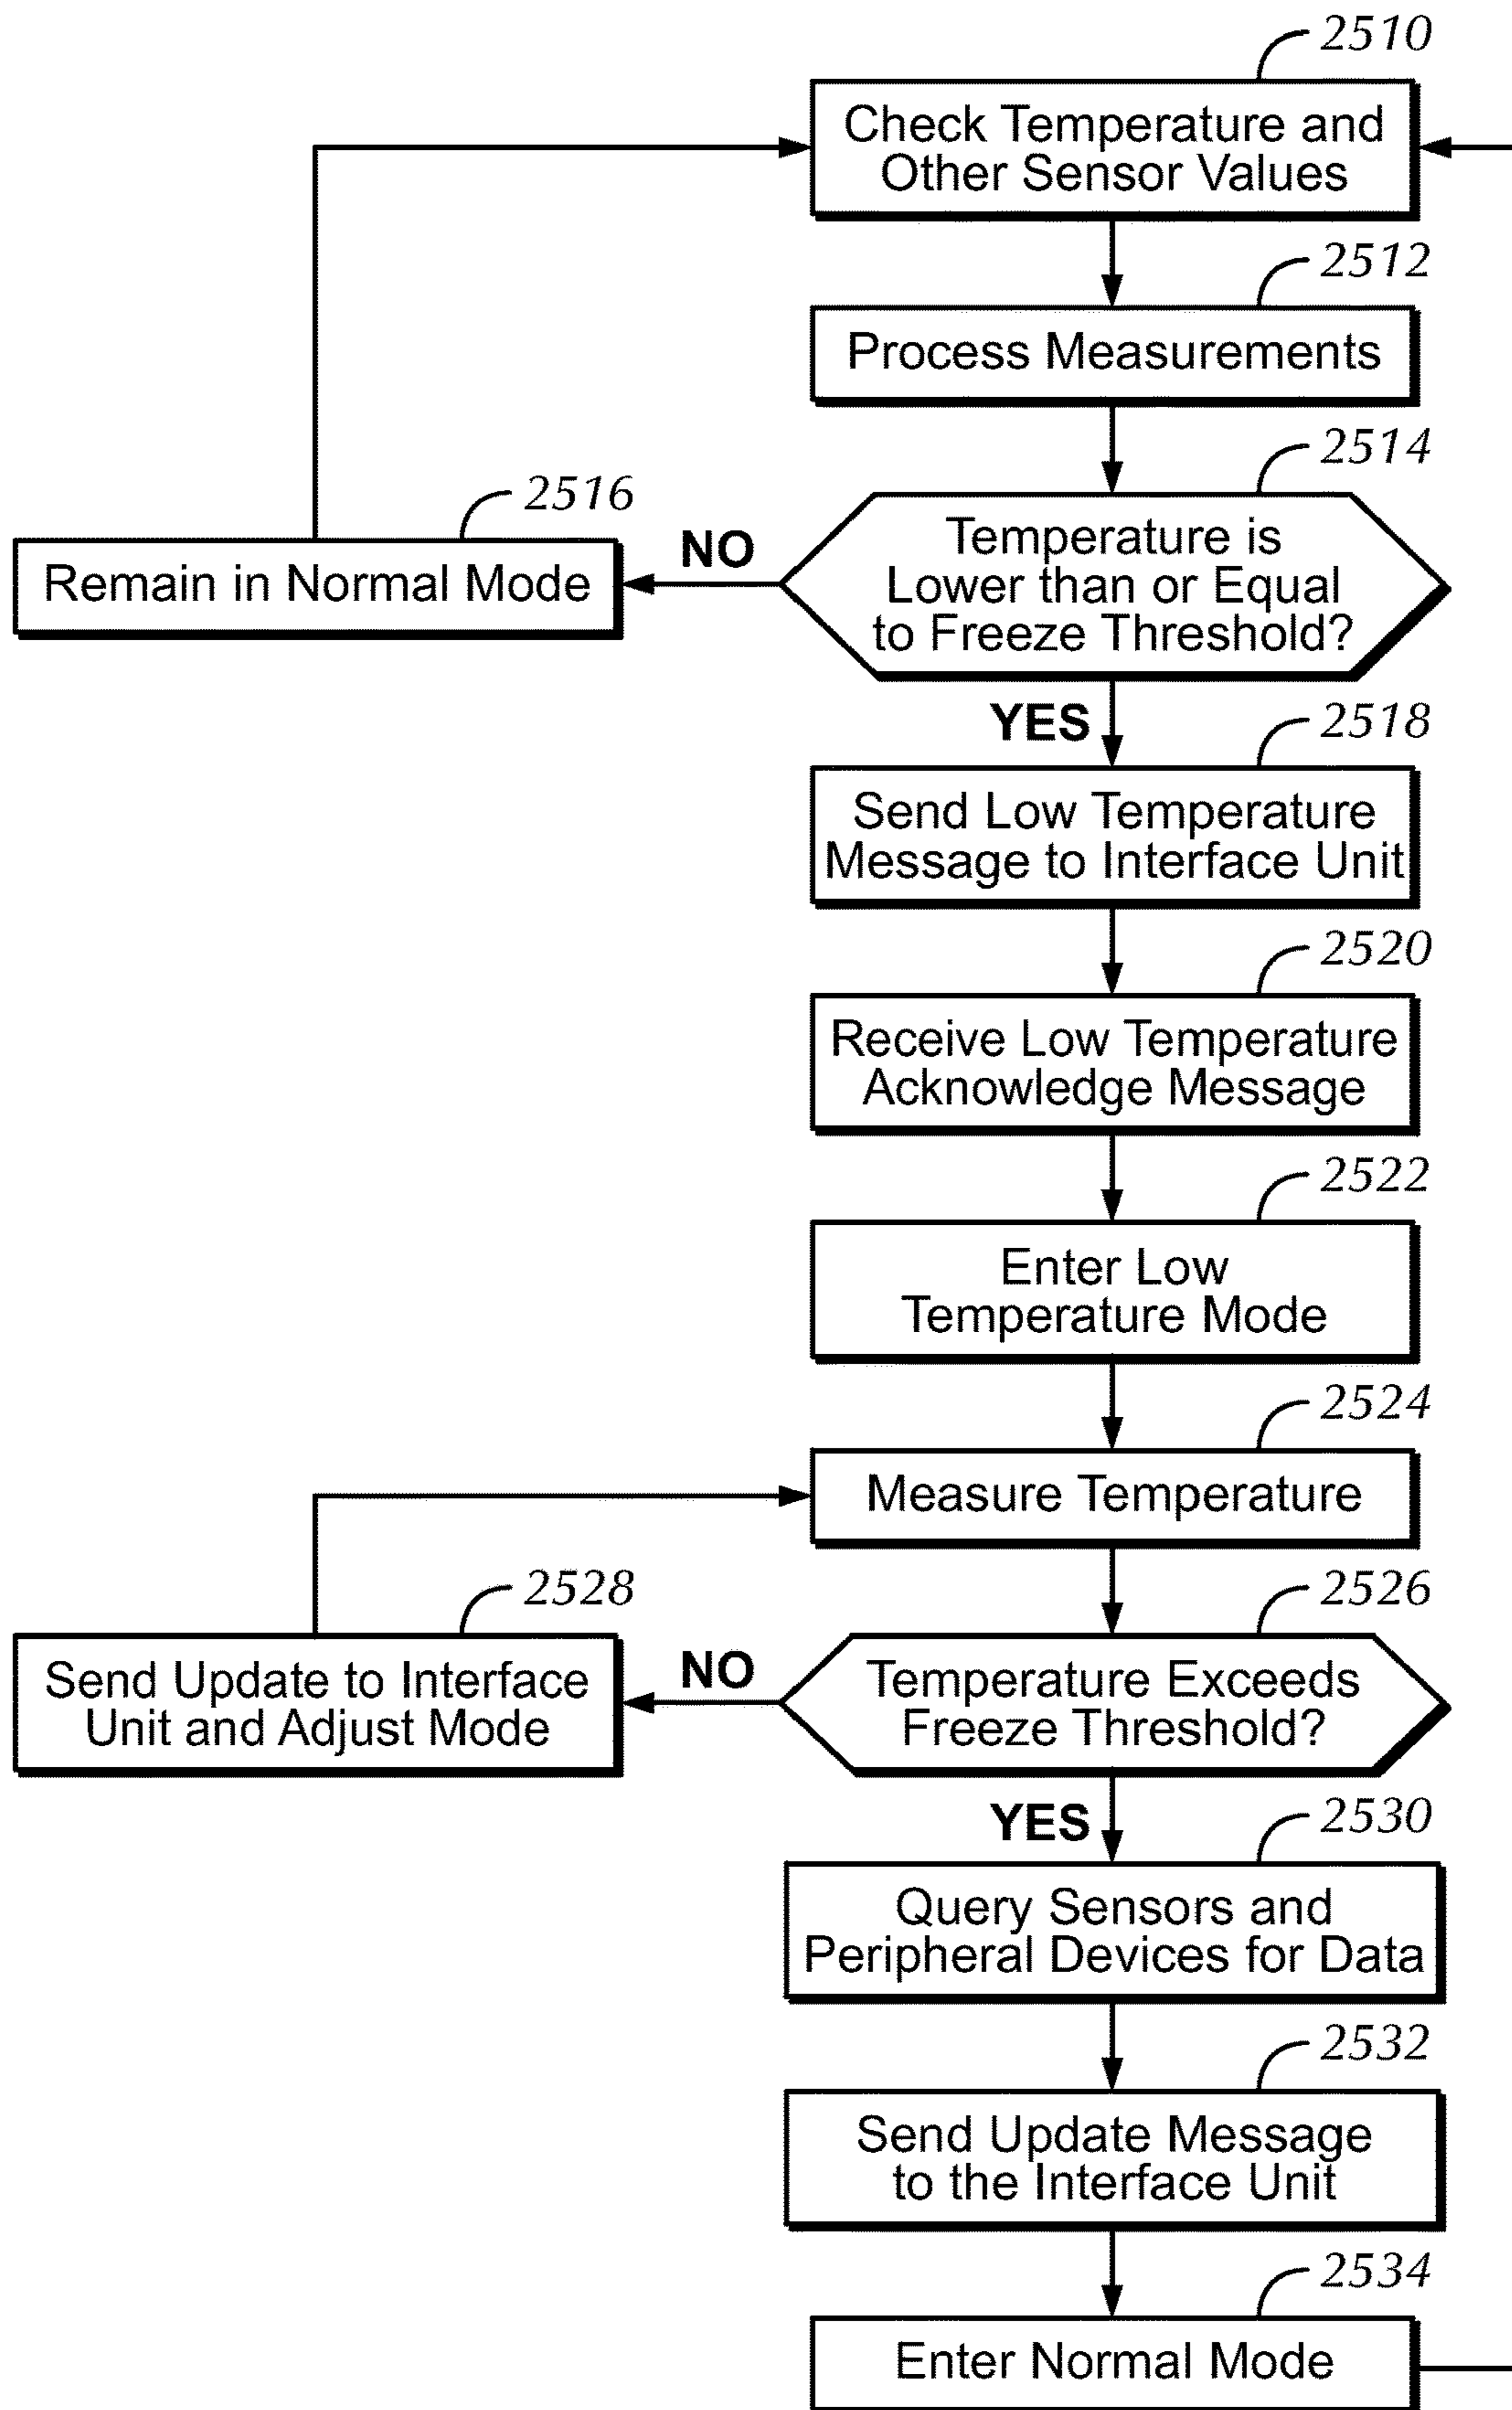 2510
Check Temperature and
Other Sensor Values
2512
Process Measurements
2514
Temperature is
Lower than or Equal
to Freeze Threshold?
NO
2516
Remain in Normal Mode
YES
2518
Send Low Temperature
Message to Interface Unit
2520
Receive Low Temperature
Acknowledge Message
2522
Enter Low
Temperature Mode
2524
Measure Temperature
2526
Temperature Exceeds
Freeze Threshold?
NO
2528
Send Update to Interface
Unit and Adjust Mode
YES
2530
Query Sensors and
Peripheral Devices for Data
2532
Send Update Message
to the Interface Unit
2534
Enter Normal Mode